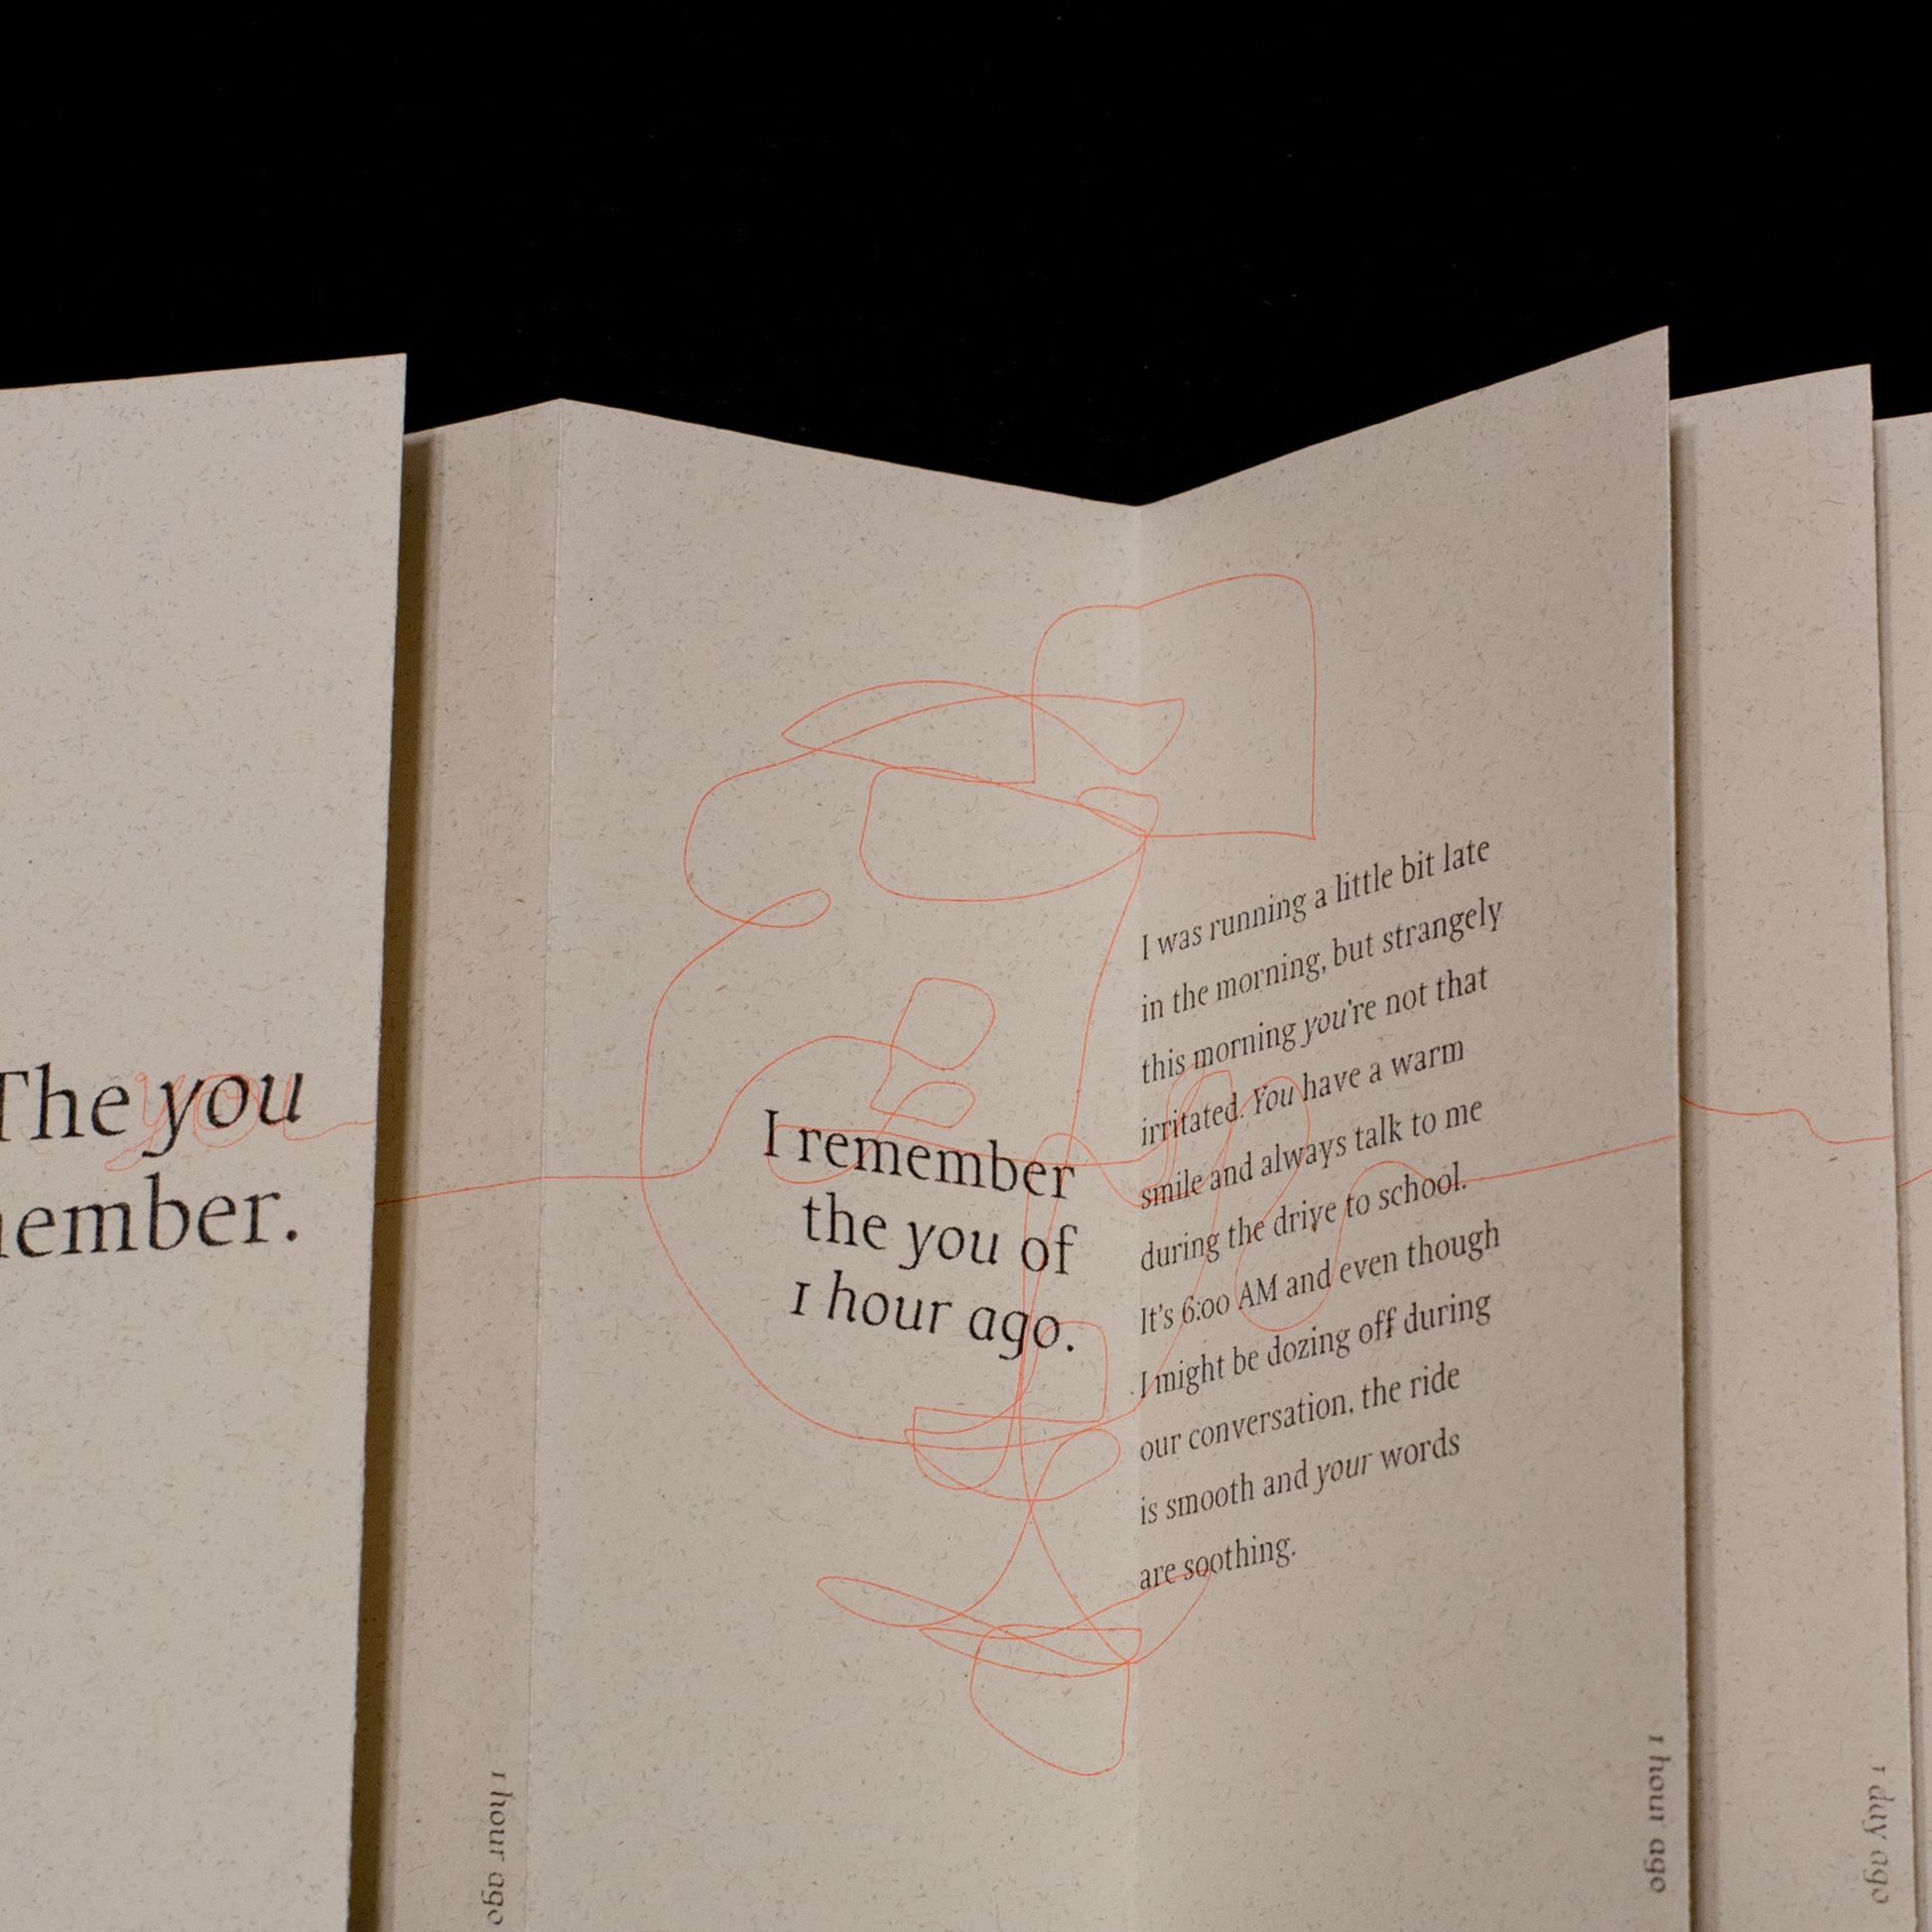 The you
ember.
I remember
the you of
1 hour ago.
I was running a little bit late
in the morning, but strangely
this morning you're not that
irritated. You have a warm
smile and always talk to me
during the drive to school.
It's 6:00 AM and even though
I might be dozing off during
our conversation, the ride
is smooth and your words
are soothing.
1 hour ago
1 hour ago
1 day ago